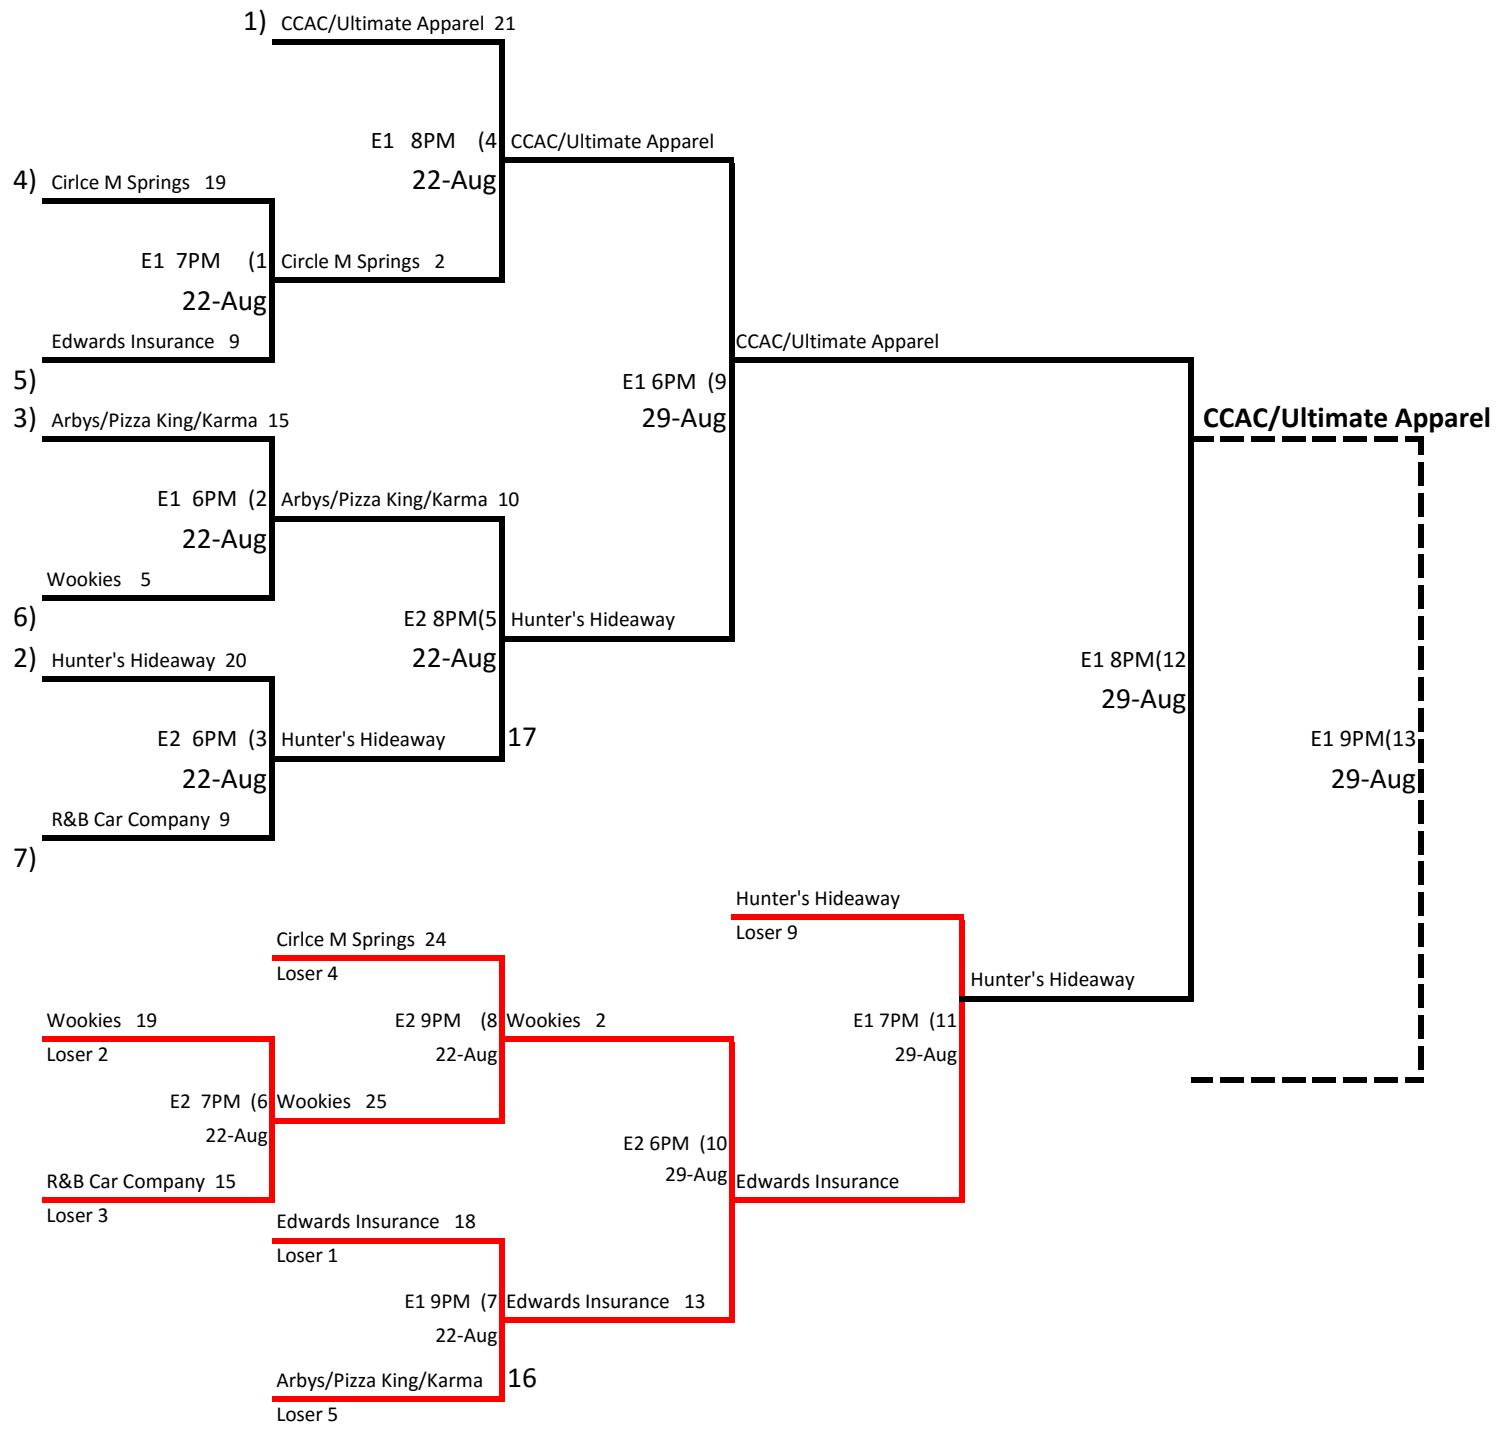 1) CCAC/Ultimate Apparel 21
E1 8PM (4 CCAC/Ultimate Apparel
22-Aug
4) Cirlce M Springs 19
E1 7PM (1 Circle M Springs 2
22-Aug
Edwards Insurance 9
CCAC/Ultimate Apparel
5)
E1 6PM (9
29-Aug
3) Arbys/Pizza King/Karma 15
CCAC/Ultimate Apparel
E1 6PM (2 Arbys/Pizza King/Karma 10
22-Aug
Wookies 5
6)
E2 8PM(5 Hunter's Hideaway
22-Aug
2) Hunter's Hideaway 20
E1 8PM(12
29-Aug
E2 6PM (3 Hunter's Hideaway 17
22-Aug
E1 9PM(13
29-Aug
R&B Car Company 9
7)
Hunter's Hideaway
Loser 9
Cirlce M Springs 24
Loser 4
Hunter's Hideaway
Wookies 19
Loser 2
E2 9PM (8 Wookies 2
22-Aug
E1 7PM (11
29-Aug
E2 7PM (6 Wookies 25
22-Aug
E2 6PM (10
29-Aug
R&B Car Company 15
Loser 3
Edwards Insurance
Edwards Insurance 18
Loser 1
E1 9PM (7 Edwards Insurance 13
22-Aug
Arbys/Pizza King/Karma 16
Loser 5